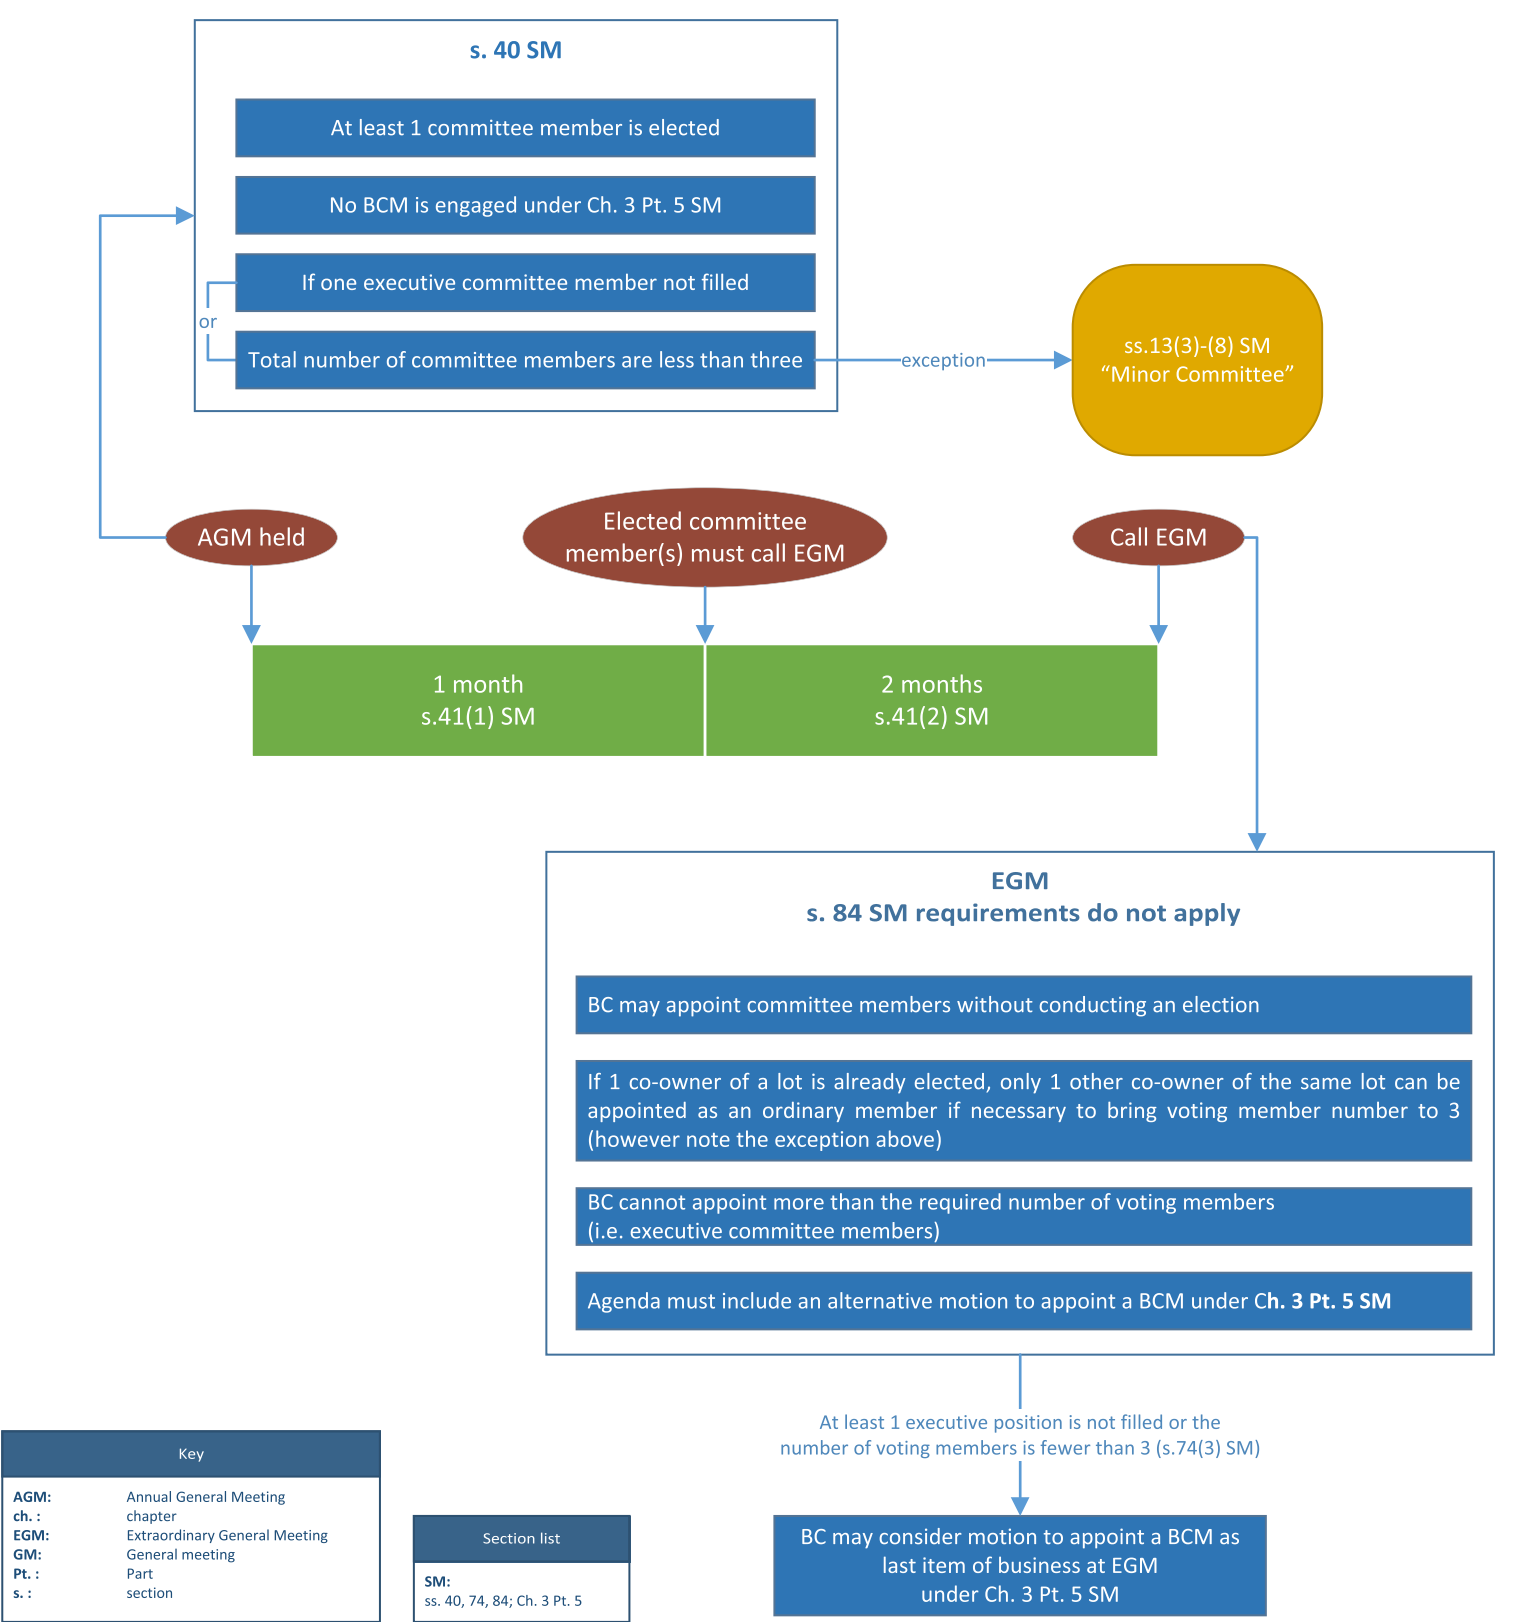 s. 40 SM
At least 1 committee member is elected
No BCM is engaged under Ch. 3 Pt. 5 SM
If one executive committee member not filled
or
Total number of committee members are less than three
exception
ss.13(3)-(8) SM
“Minor Committee”
AGM held
Elected committee
member(s) must call EGM
Call EGM
1 month
s.41(1) SM
2 months
s.41(2) SM
EGM
s. 84 SM requirements do not apply
BC may appoint committee members without conducting an election
If 1 co-owner of a lot is already elected, only 1 other co-owner of the same lot can be
appointed as an ordinary member if necessary to bring voting member number to 3
(however note the exception above)
BC cannot appoint more than the required number of voting members
(i.e. executive committee members)
Agenda must include an alternative motion to appoint a BCM under Ch. 3 Pt. 5 SM
At least 1 executive position is not filled or the
number of voting members is fewer than 3 (s.74(3) SM)
BC may consider motion to appoint a BCM as
last item of business at EGM
under Ch. 3 Pt. 5 SM
Key
AGM: Annual General Meeting
ch. : chapter
EGM: Extraordinary General Meeting
GM: General meeting
Pt. : Part
s. : section
Section list
SM:
ss. 40, 74, 84; Ch. 3 Pt. 5